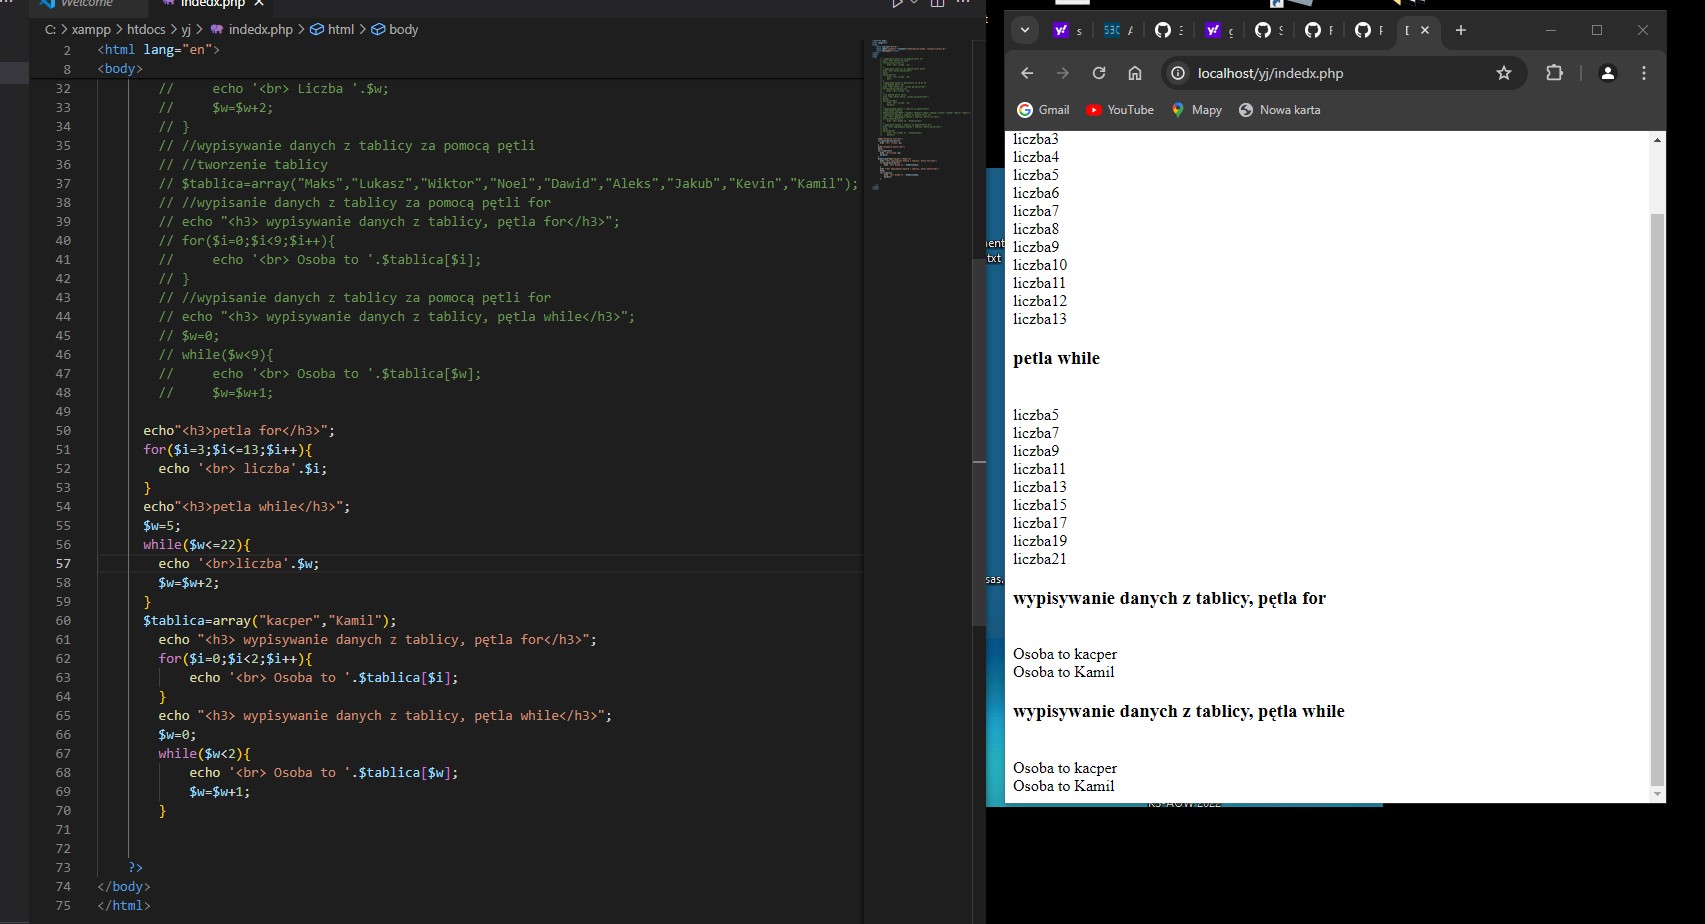 Welcome
indedx.php
C: > xampp > htdocs > yj > indedx.php > html > body
2 <html lang="en">
8 <body>
32 //     echo '<br> Liczba '.$w;
33 //     $w=$w+2;
34 // }
35 // //wypisywanie danych z tablicy za pomocą pętli
36 // //tworzenie tablicy
37 // $tablica=array("Maks","Lukasz","Wiktor","Noel","Dawid","Aleks","Jakub","Kevin","Kamil");
38 // //wypisanie danych z tablicy za pomocą pętli for
39 // echo "<h3> wypisywanie danych z tablicy, pętla for</h3>";
40 // for($i=0;$i<9;$i++){
41 //     echo '<br> Osoba to '.$tablica[$i];
42 // }
43 // //wypisanie danych z tablicy za pomocą pętli for
44 // echo "<h3> wypisywanie danych z tablicy, pętla while</h3>";
45 // $w=0;
46 // while($w<9){
47 //     echo '<br> Osoba to '.$tablica[$w];
48 //     $w=$w+1;
49
50 echo"<h3>petla for</h3>";
51 for($i=3;$i<=13;$i++){
52   echo '<br> liczba'.$i;
53 }
54 echo"<h3>petla while</h3>";
55 $w=5;
56 while($w<=22){
57   echo '<br>liczba'.$w;
58   $w=$w+2;
59 }
60 $tablica=array("kacper","Kamil");
61   echo "<h3> wypisywanie danych z tablicy, pętla for</h3>";
62   for($i=0;$i<2;$i++){
63       echo '<br> Osoba to '.$tablica[$i];
64   }
65   echo "<h3> wypisywanie danych z tablicy, pętla while</h3>";
66   $w=0;
67   while($w<2){
68       echo '<br> Osoba to '.$tablica[$w];
69       $w=$w+1;
70   }
71
72
73 ?>
74 </body>
75 </html>
localhost/yj/indedx.php
Gmail YouTube Mapy Nowa karta
liczba3
liczba4
liczba5
liczba6
liczba7
liczba8
liczba9
liczba10
liczba11
liczba12
liczba13
petla while
liczba5
liczba7
liczba9
liczba11
liczba13
liczba15
liczba17
liczba19
liczba21
wypisywanie danych z tablicy, pętla for
Osoba to kacper
Osoba to Kamil
wypisywanie danych z tablicy, pętla while
Osoba to kacper
Osoba to Kamil